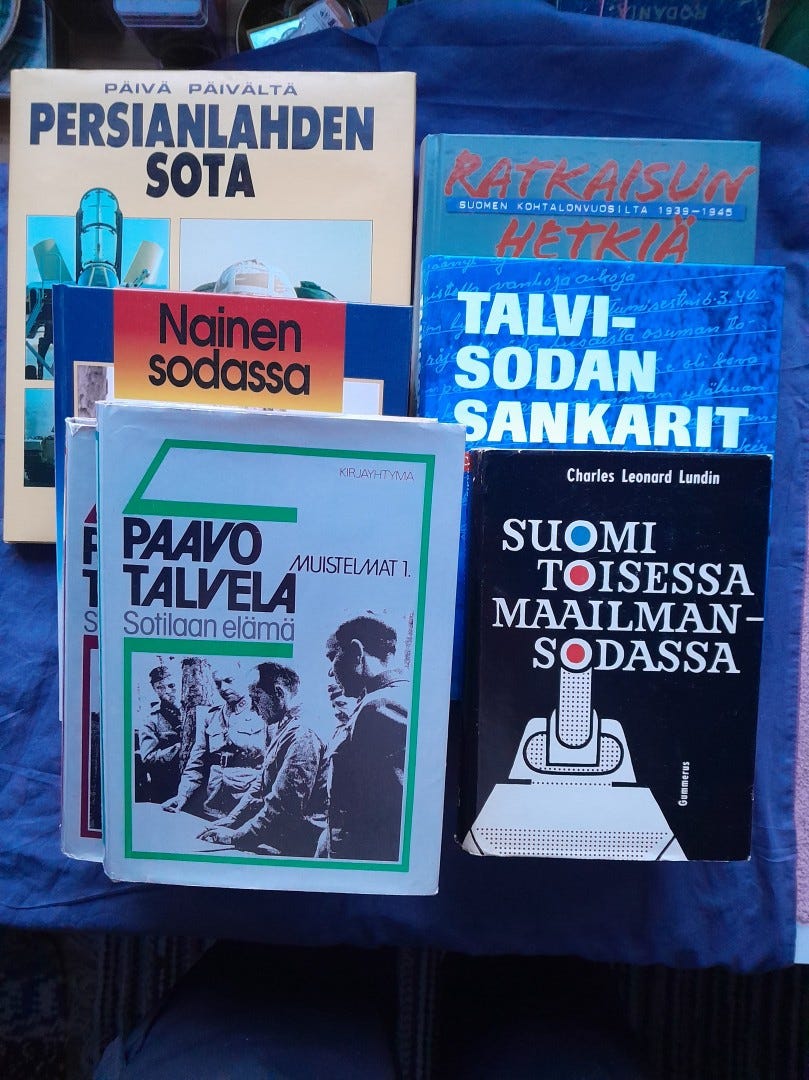 PÄIVÄ PÄIVÄLTÄ
PERSIANLAHDEN
SOTA
RATKAISUN
SUOMEN KOHTALONVUOSILTA 1939–1945
HETKIÄ
Nainen
sodassa
TALVI-
SODAN
SANKARIT
KIRJAYHTYMÄ
PAAVO
TALVELA
MUISTELMAT 1.
Sotilaan elämä
P
T
S
Charles Leonard Lundin
SUOMI
TOISESSA
MAAILMAN-
SODASSA
Gummerus